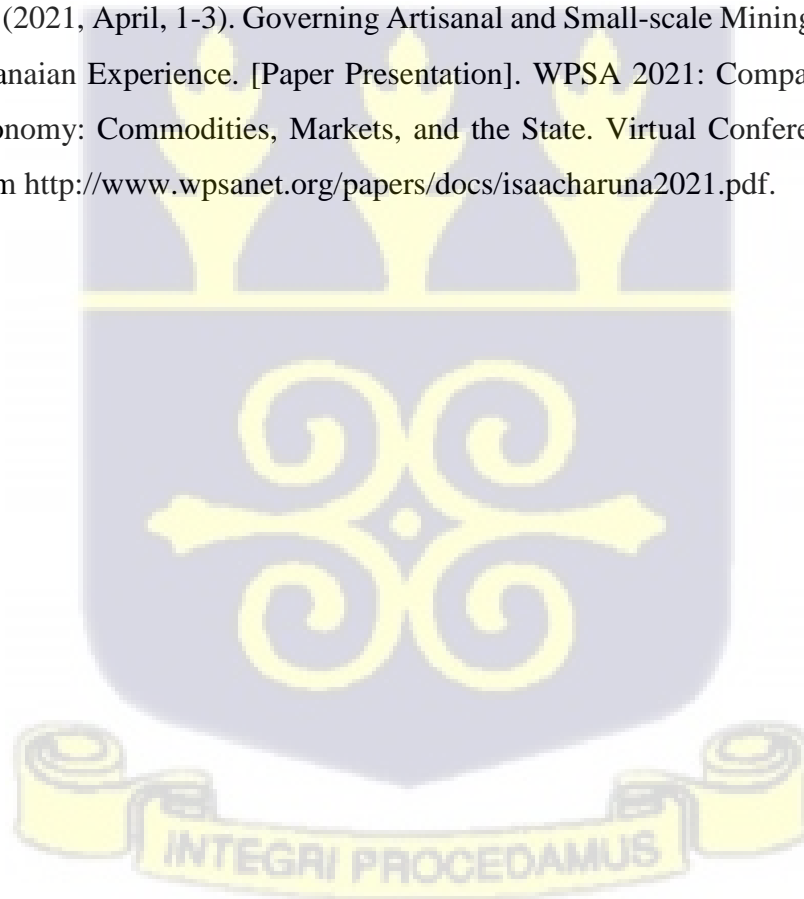 (2021, April, 1-3). Governing Artisanal and Small-scale Mining
anaian Experience. [Paper Presentation]. WPSA 2021: Compa
onomy: Commodities, Markets, and the State. Virtual Confere
m http://www.wpsanet.org/papers/docs/isaacharuna2021.pdf.
INTEGRI PROCEDAMUS